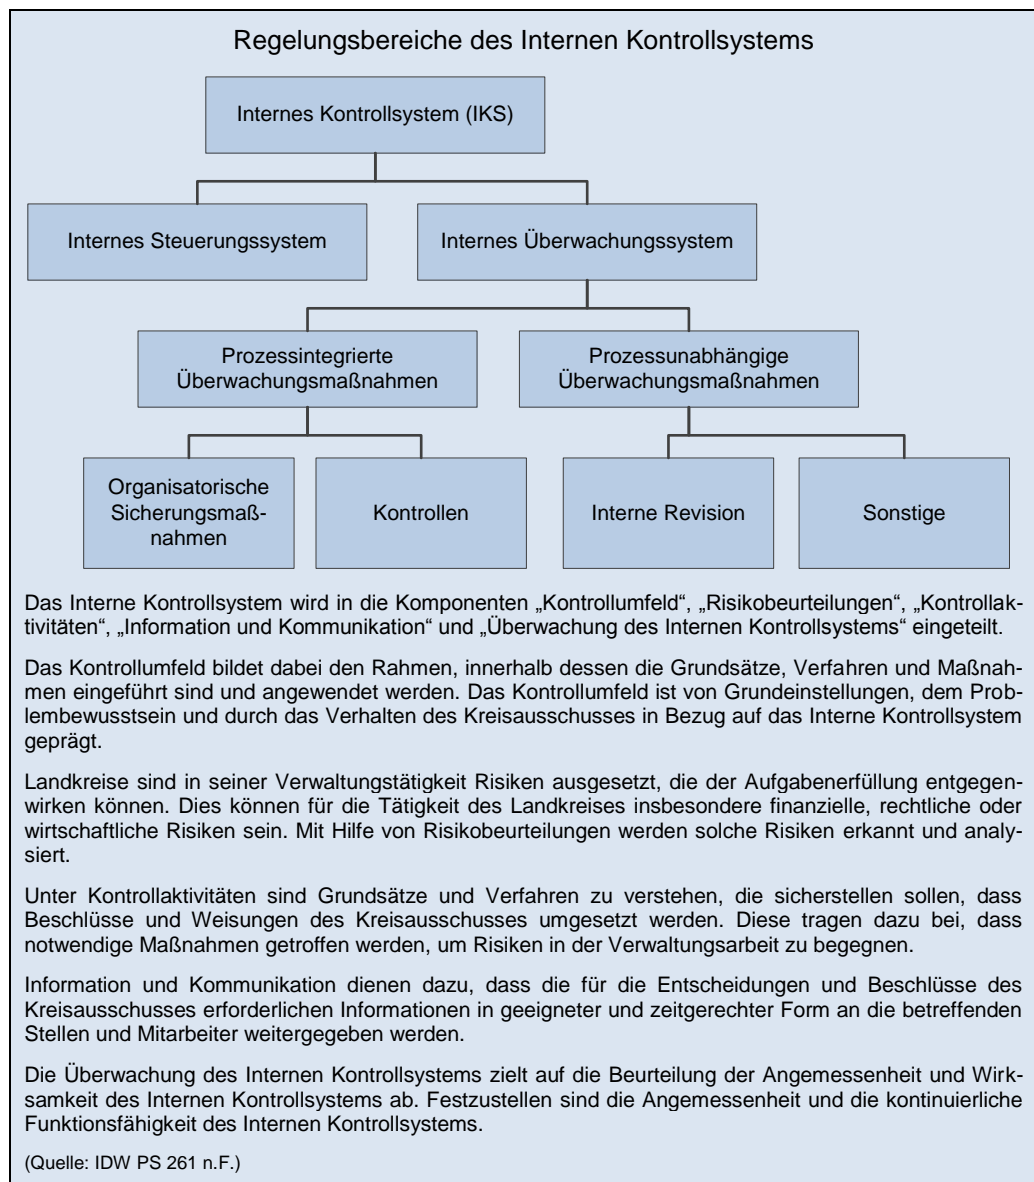 Regelungsbereiche des Internen Kontrollsystems
Internes Kontrollsystem (IKS)
Internes Steuerungssystem
Internes Überwachungssystem
Prozessintegrierte
Überwachungsmaßnahmen
Prozessunabhängige
Überwachungsmaßnahmen
Organisatorische
Sicherungsmaß-
nahmen
Kontrollen
Interne Revision
Sonstige
Das Interne Kontrollsystem wird in die Komponenten „Kontrollumfeld“, „Risikobeurteilungen“, „Kontrollak-
tivitäten“, „Information und Kommunikation“ und „Überwachung des Internen Kontrollsystems“ eingeteilt.
Das Kontrollumfeld bildet dabei den Rahmen, innerhalb dessen die Grundsätze, Verfahren und Maßnah-
men eingeführt sind und angewendet werden. Das Kontrollumfeld ist von Grundeinstellungen, dem Prob-
lembewusstsein und durch das Verhalten des Kreisausschusses in Bezug auf das Interne Kontrollsystem
geprägt.
Landkreise sind in seiner Verwaltungstätigkeit Risiken ausgesetzt, die der Aufgabenerfüllung entgegen-
wirken können. Dies können für die Tätigkeit des Landkreises insbesondere finanzielle, rechtliche oder
wirtschaftliche Risiken sein. Mit Hilfe von Risikobeurteilungen werden solche Risiken erkannt und analy-
siert.
Unter Kontrollaktivitäten sind Grundsätze und Verfahren zu verstehen, die sicherstellen sollen, dass
Beschlüsse und Weisungen des Kreisausschusses umgesetzt werden. Diese tragen dazu bei, dass
notwendige Maßnahmen getroffen werden, um Risiken in der Verwaltungsarbeit zu begegnen.
Information und Kommunikation dienen dazu, dass die für die Entscheidungen und Beschlüsse des
Kreisausschusses erforderlichen Informationen in geeigneter und zeitgerechter Form an die betreffenden
Stellen und Mitarbeiter weitergegeben werden.
Die Überwachung des Internen Kontrollsystems zielt auf die Beurteilung der Angemessenheit und Wirk-
samkeit des Internen Kontrollsystems ab. Festzustellen sind die Angemessenheit und die kontinuierliche
Funktionsfähigkeit des Internen Kontrollsystems.
(Quelle: IDW PS 261 n.F.)